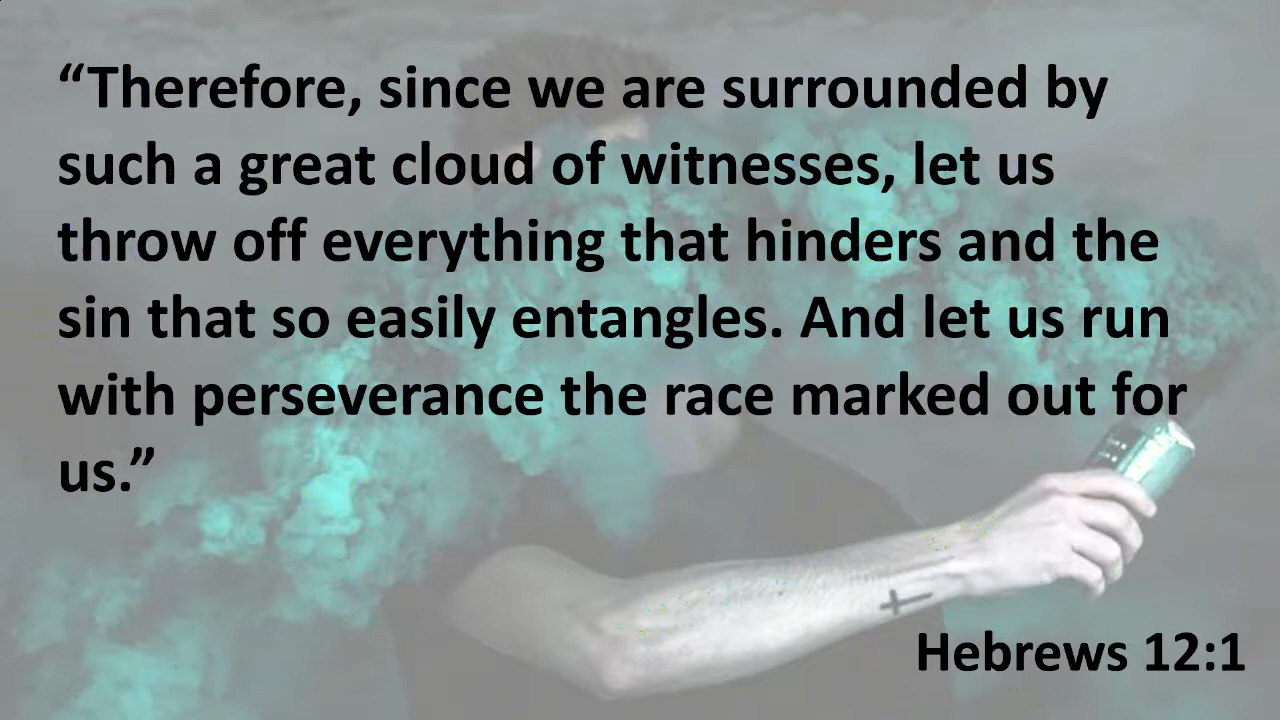 “Therefore, since we are surrounded by
such a great cloud of witnesses, let us
throw off everything that hinders and the
sin that so easily entangles. And let us run
with perseverance the race marked out for
us.”
Hebrews 12:1